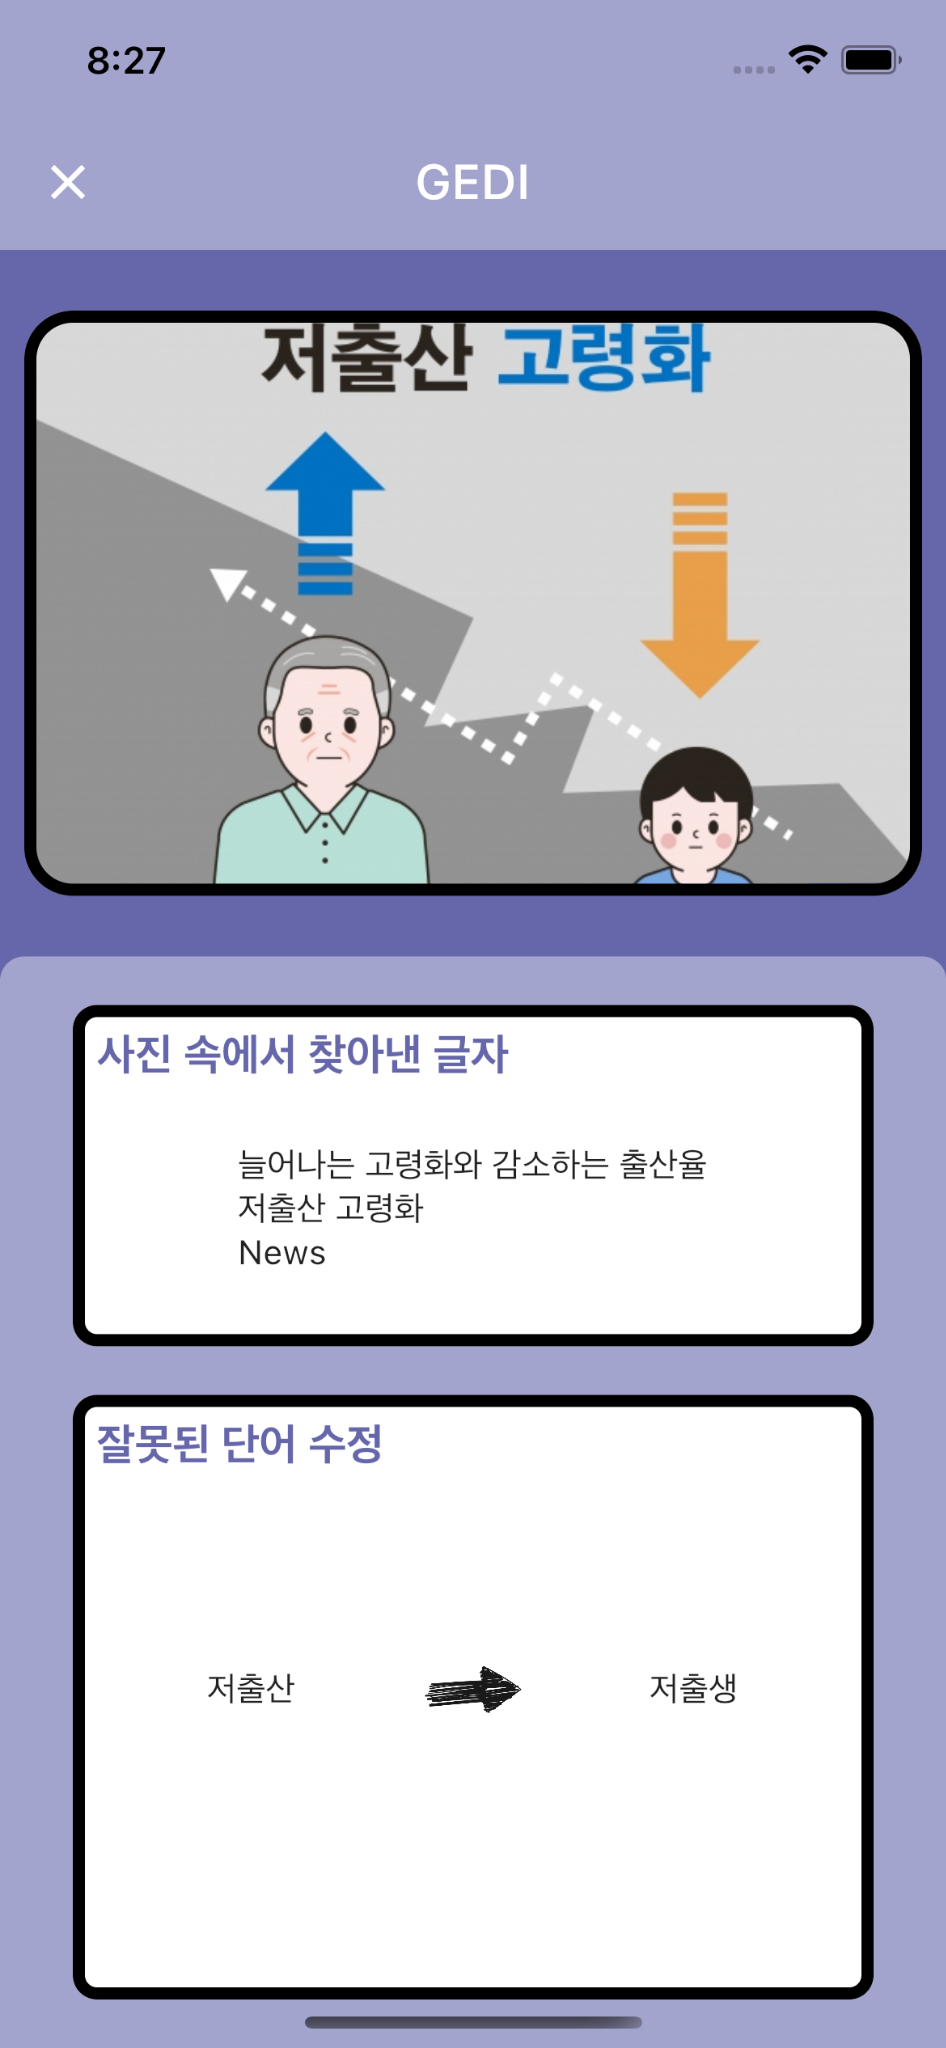 8:27
GEDI
저출산 고령화
사진 속에서 찾아낸 글자
늘어나는 고령화와 감소하는 출산율
저출산 고령화
News
잘못된 단어 수정
저출산 저출생